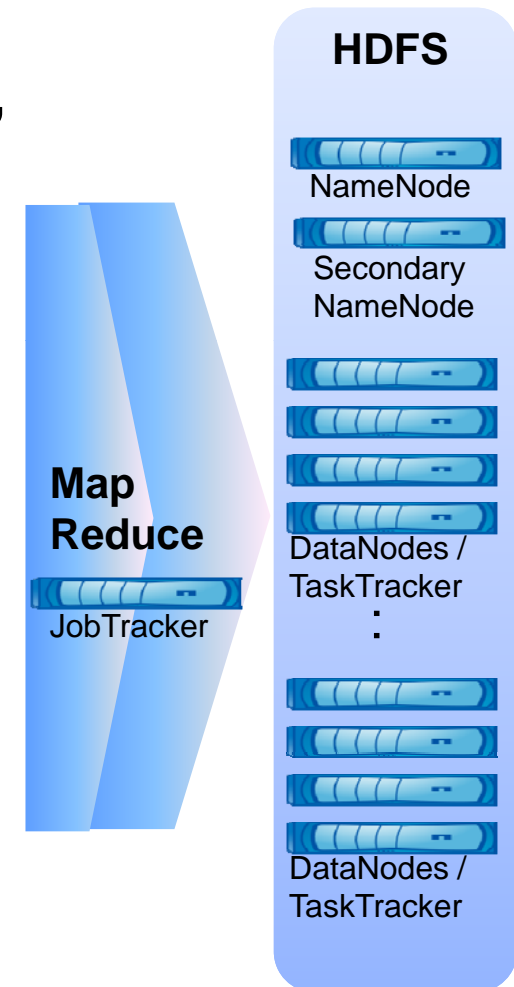 HDFS
,
NameNode
Secondary
NameNode
Map
Reduce
JobTracker
DataNodes /
TaskTracker
:
DataNodes /
TaskTracker